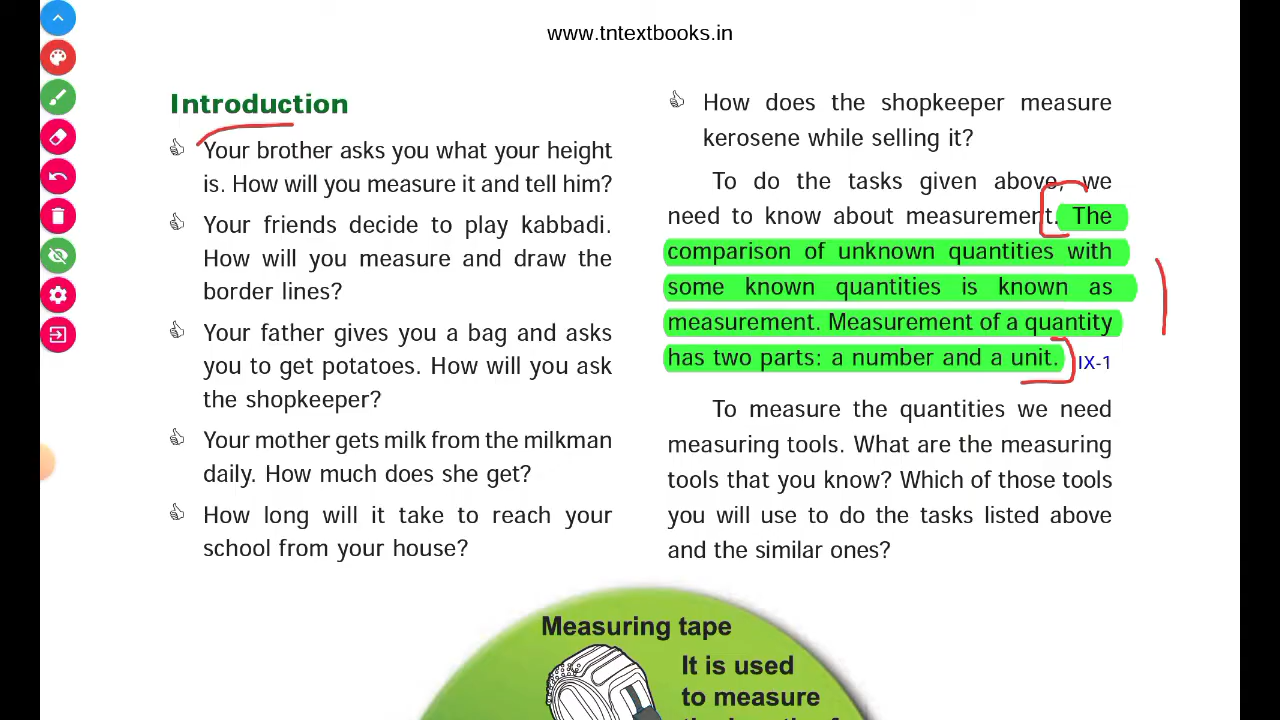 www.tntextbooks.in
Introduction
Your brother asks you what your height
is. How will you measure it and tell him?
Your friends decide to play kabbadi.
How will you measure and draw the
border lines?
Your father gives you a bag and asks
you to get potatoes. How will you ask
the shopkeeper?
Your mother gets milk from the milkman
daily. How much does she get?
How long will it take to reach your
school from your house?
How does the shopkeeper measure
kerosene while selling it?
To do the tasks given above, we
need to know about measurement. The
comparison of unknown quantities with
some known quantities is known as
measurement. Measurement of a quantity
has two parts: a number and a unit. IX-1
To measure the quantities we need
measuring tools. What are the measuring
tools that you know? Which of those tools
you will use to do the tasks listed above
and the similar ones?
Measuring tape
It is used
to measure